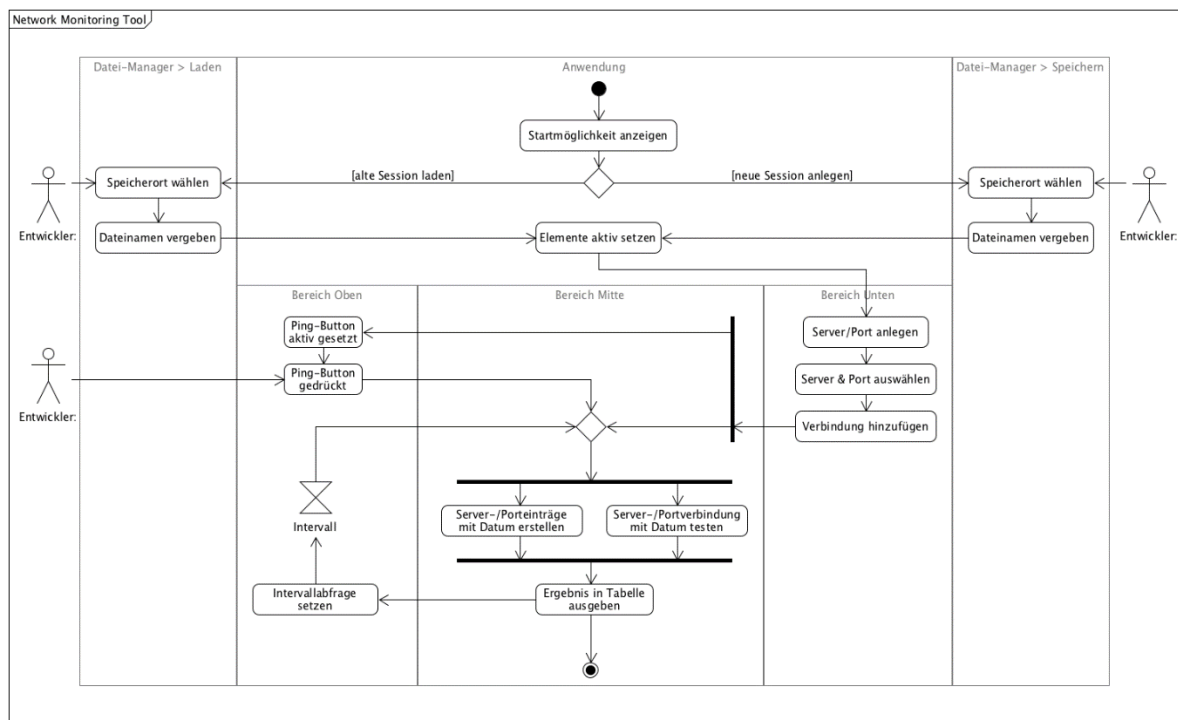 Network Monitoring Tool
Datei-Manager > Laden
Anwendung
Datei-Manager > Speichern
Startmöglichkeit anzeigen
[alte Session laden]
[neue Session anlegen]
Speicherort wählen
Speicherort wählen
Entwickler:
Dateinamen vergeben
Elemente aktiv setzen
Dateinamen vergeben
Entwickler:
Bereich Oben
Bereich Mitte
Bereich Unten
Ping-Button
aktiv gesetzt
Server/Port anlegen
Ping-Button
gedrückt
Server & Port auswählen
Entwickler:
Verbindung hinzufügen
Server-/Porteinträge
mit Datum erstellen
Server-/Portverbindung
mit Datum testen
Intervall
Intervallabfrage
setzen
Ergebnis in Tabelle
ausgeben